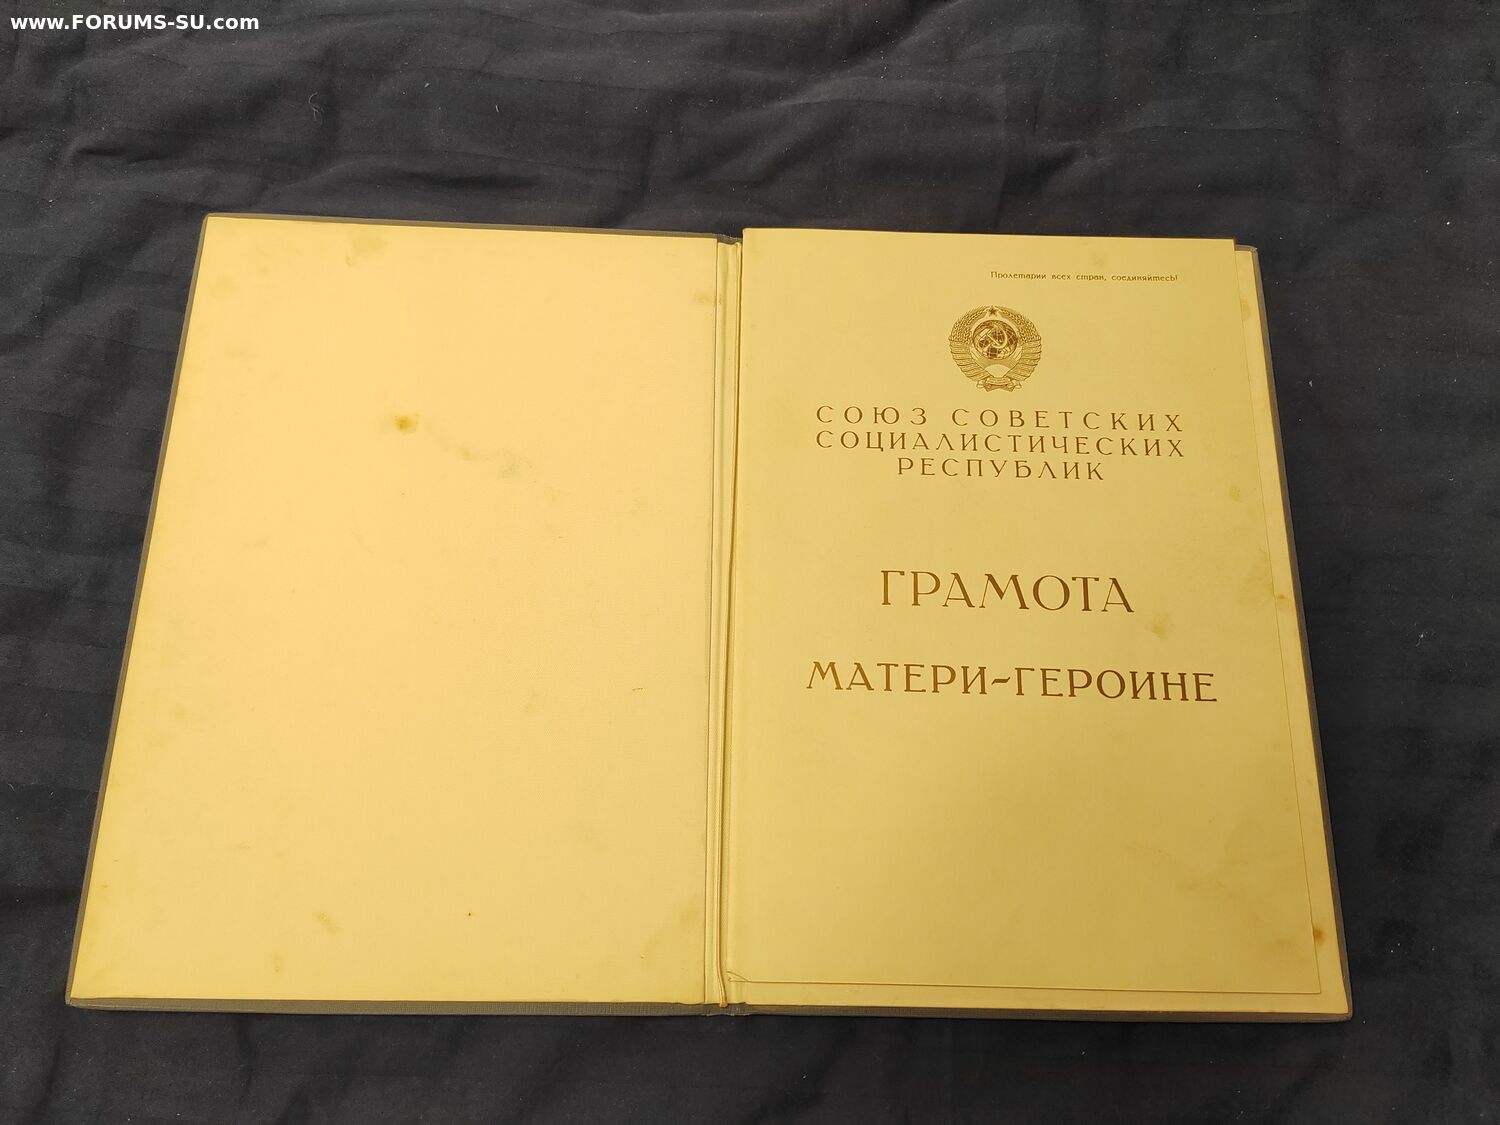 www.FORUMS-SU.com
Пролетарии всех стран, соединяйтесь!
СОЮЗ СОВЕТСКИХ
СОЦИАЛИСТИЧЕСКИХ
РЕСПУБЛИК
ГРАМОТА
МАТЕРИ-ГЕРОИНЕ